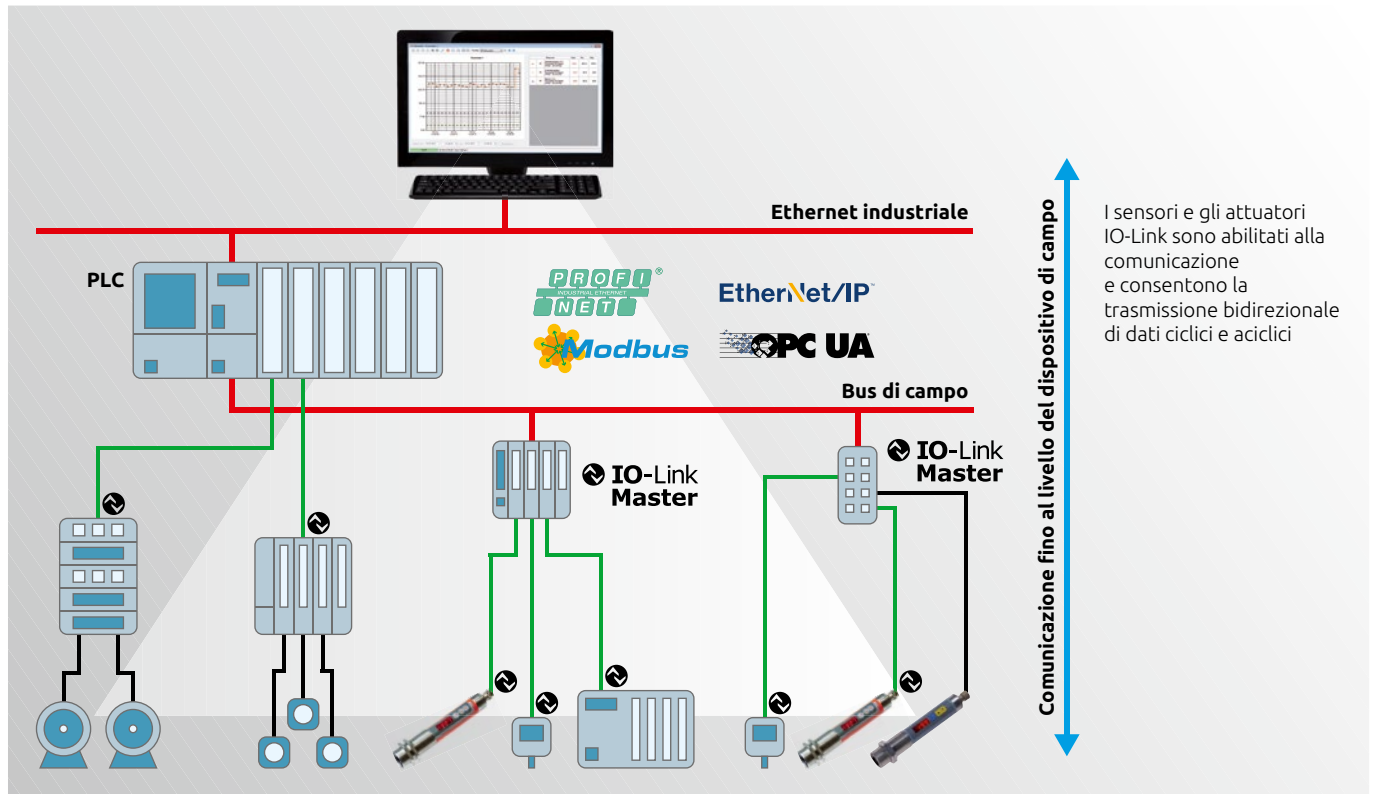 Ethernet industriale
PLC
PROFI
®
INDUSTRIAL ETHERNET
NET
EtherNet/IP™
Modbus
OPC UA
Bus di campo
IO-Link
Master
IO-Link
Master
Comunicazione fino al livello del dispositivo di campo
I sensori e gli attuatori
IO-Link sono abilitati alla
comunicazione
e consentono la
trasmissione bidirezionale
di dati ciclici e aciclici